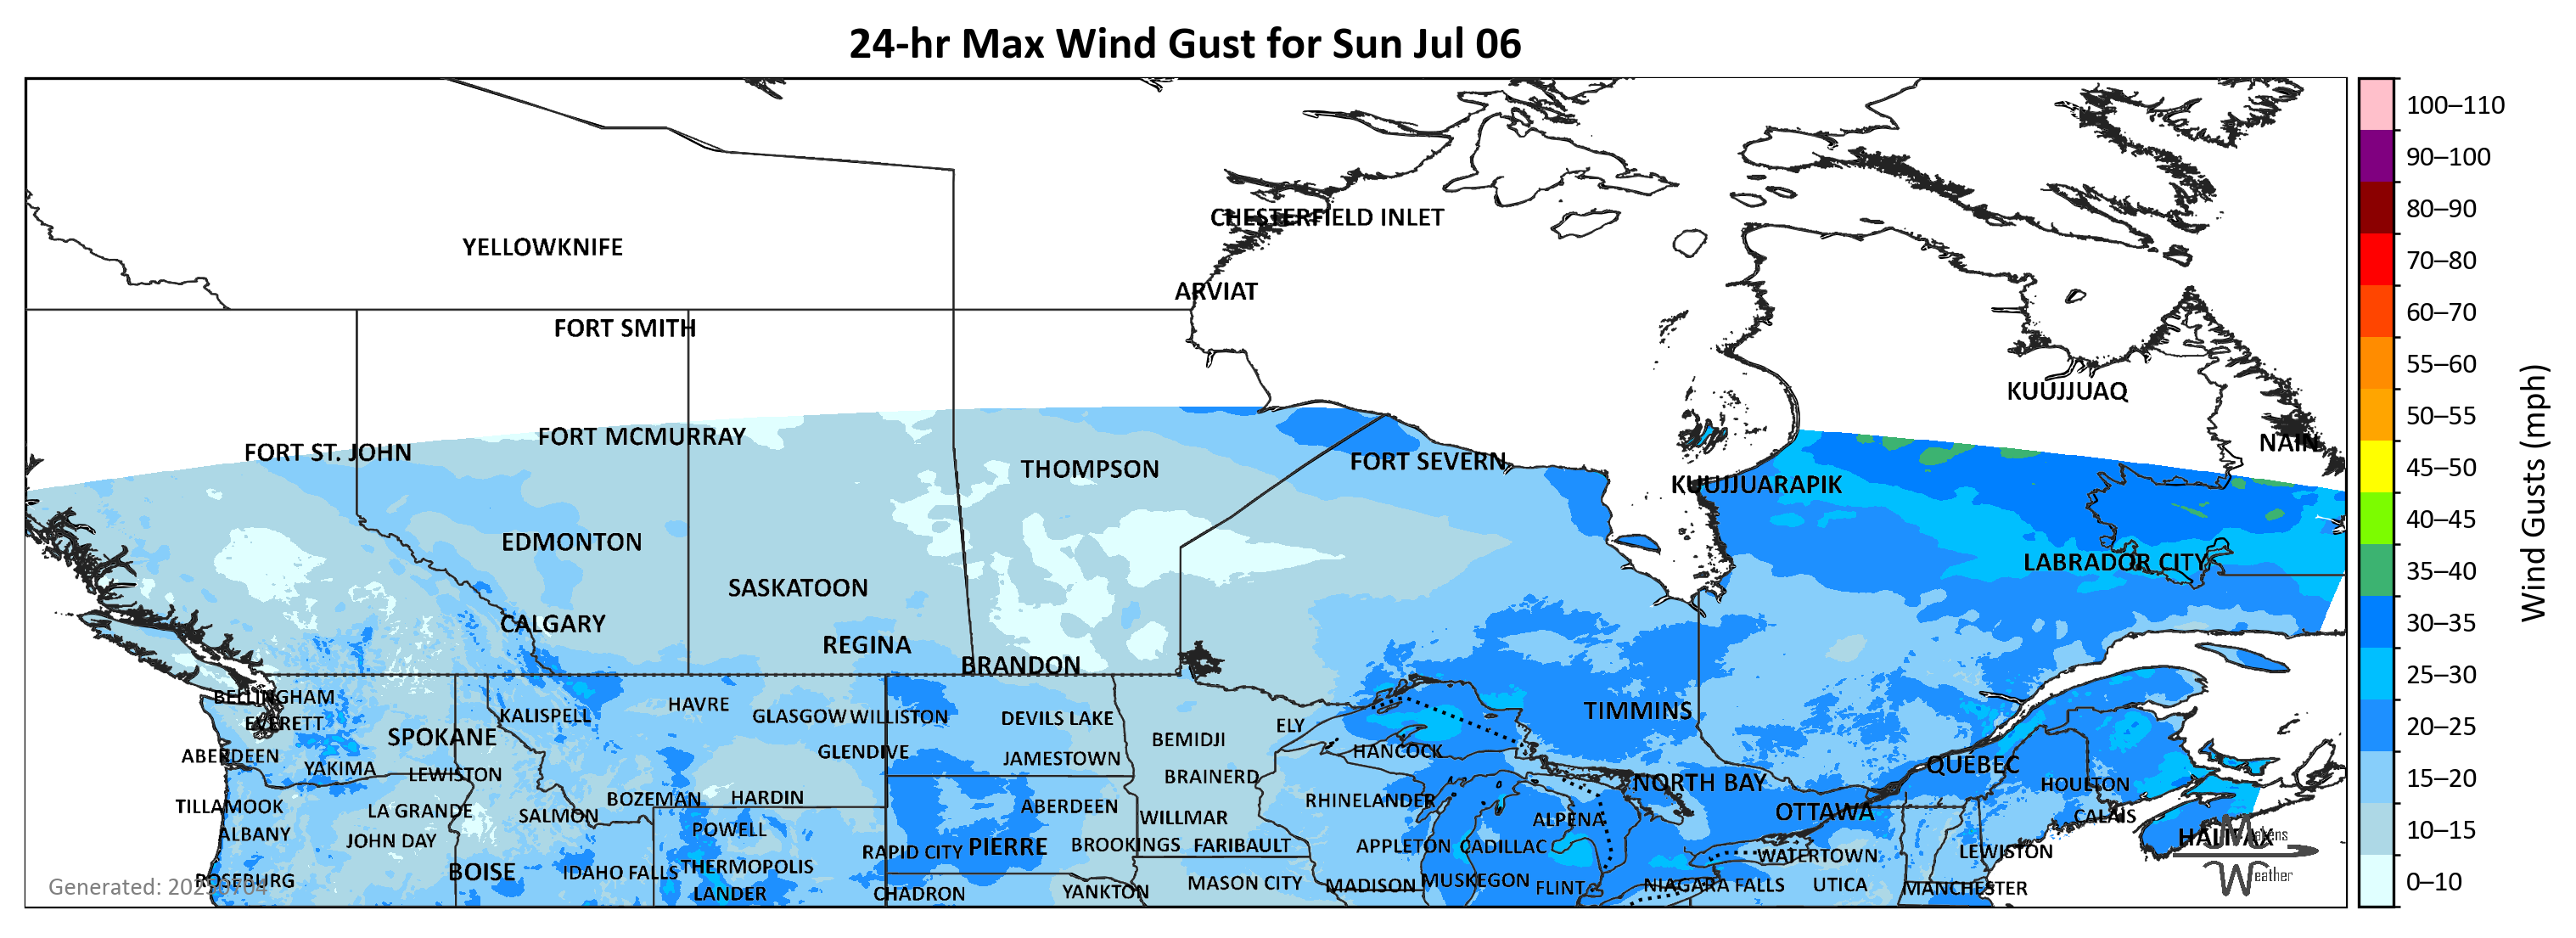 24-hr Max Wind Gust for Sun Jul 06
100–110
90–100
80–90
CHESTERFIELD INLET
YELLOWKNIFE
70–80
ARVIAT
60–70
FORT SMITH
55–60
KUUJJUAQ
50–55
FORT MCMURRAY
NAIN
FORT ST. JOHN
FORT SEVERN
THOMPSON
45–50
KUUJJUARAPIK
Wind Gusts (mph)
40–45
EDMONTON
LABRADOR CITY
35–40
SASKATOON
CALGARY
30–35
REGINA
BRANDON
25–30
BELLINGHAM
HAVRE
TIMMINS
KALISPELL
GLASGOW
WILLISTON
DEVILS LAKE
EVERETT
ELY
20–25
SPOKANE
BEMIDJI
GLENDIVE
HANCOCK
ABERDEEN
JAMESTOWN
QUÉBEC
YAKIMA
LEWISTON
BRAINERD
15–20
NORTH BAY
HOULTON
BOZEMAN
HARDIN
RHINELANDER
TILLAMOOK
LA GRANDE
ABERDEEN
OTTAWA
SALMON
WILLMAR
CALAIS
ALPENA
10–15
ALBANY
POWELL
HALIFAX
Makens
JOHN DAY
PIERRE
BROOKINGS
FARIBAULT
APPLETON
CADILLAC
RAPID CITY
WATERTOWN
LEWISTON
THERMOPOLIS
BOISE
IDAHO FALLS
Weather
ROSEBURG
MUSKEGON
0–10
MASON CITY
MADISON
FLINT
NIAGARA FALLS
UTICA
MANCHESTER
Generated:
LANDER
CHADRON
YANKTON